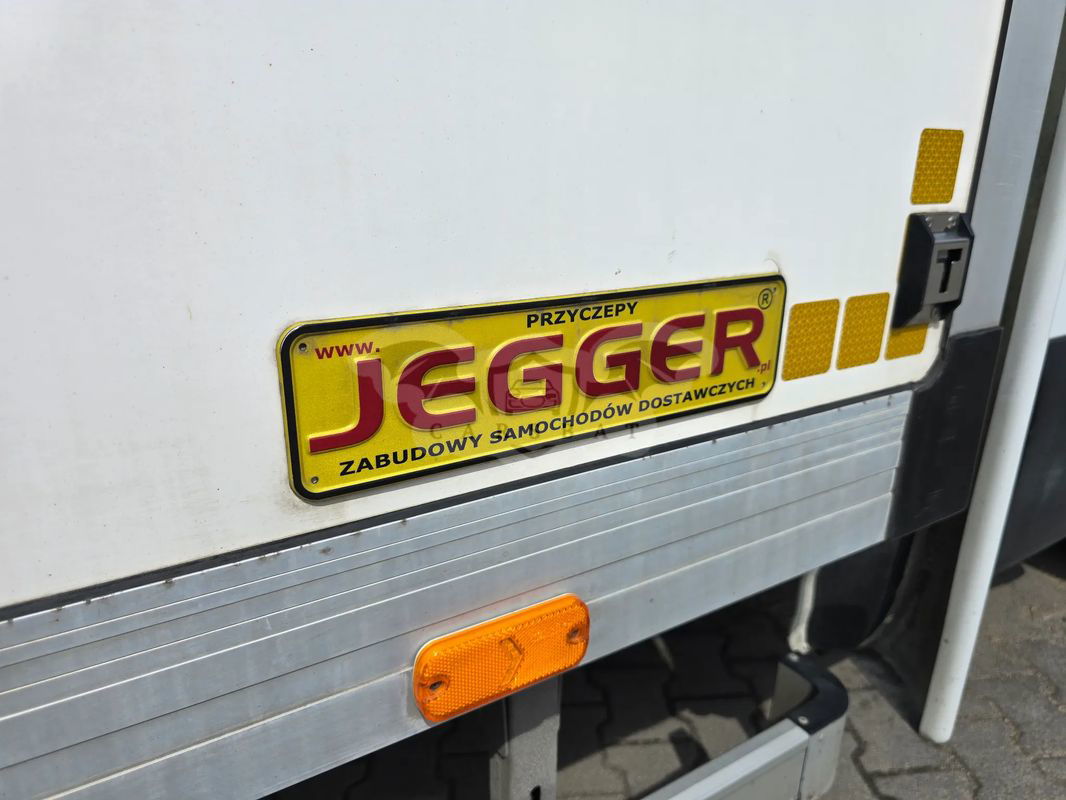 PRZYCZEPY
www.
JEGGER®
.pl
ZABUDOWY SAMOCHODÓW DOSTAWCZYCH